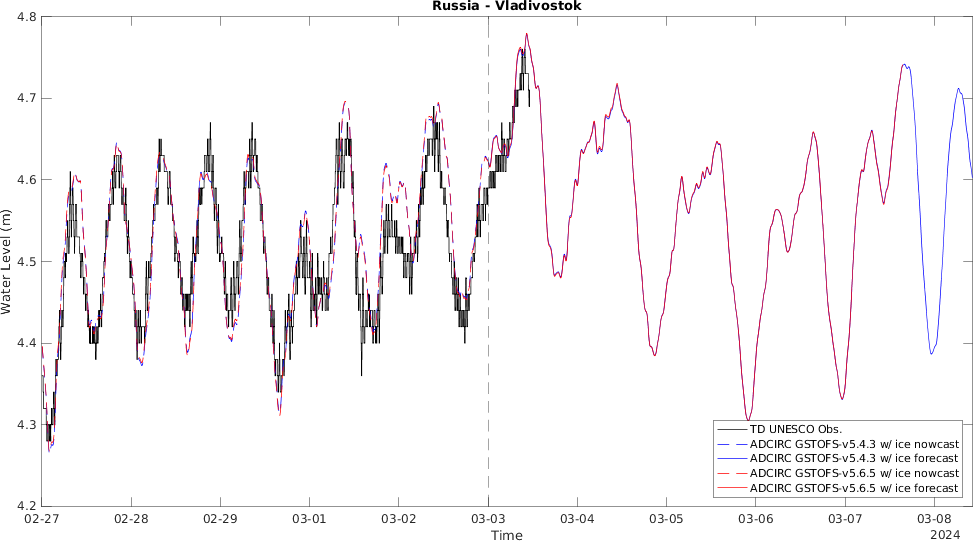 Russia - Vladivostok
4.8
4.7
4.6
4.5
4.4
4.3
4.2
Water Level (m)
TD UNESCO Obs.
ADCIRC GSTOFS-v5.4.3 w/ ice nowcast
ADCIRC GSTOFS-v5.4.3 w/ ice forecast
ADCIRC GSTOFS-v5.6.5 w/ ice nowcast
ADCIRC GSTOFS-v5.6.5 w/ ice forecast
02-27 02-28 02-29 03-01 03-02 03-03 03-04 03-05 03-06 03-07 03-08
Time
2024